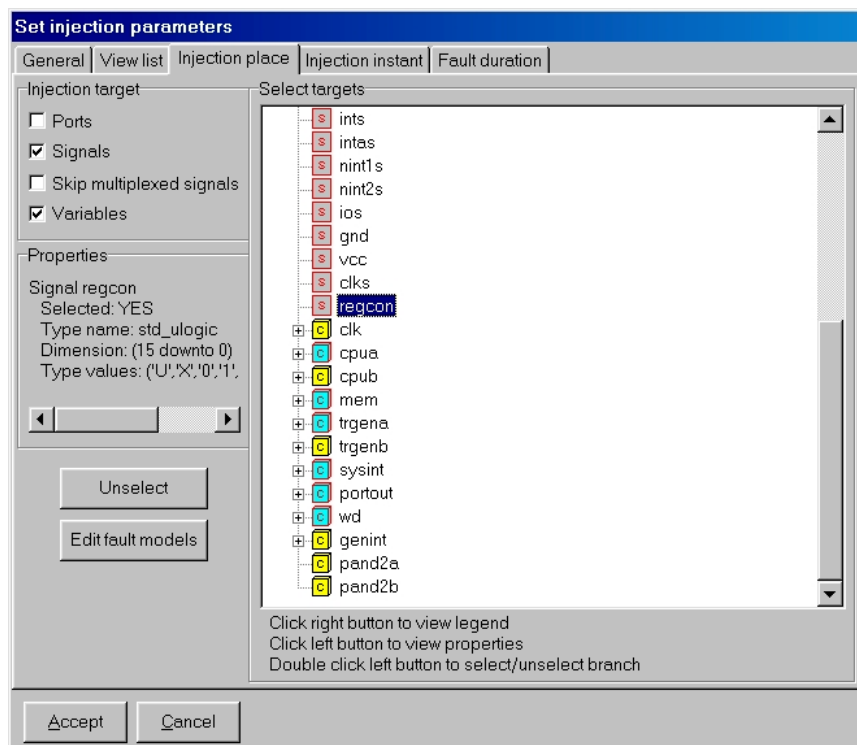 Set injection parameters
General View list Injection place Injection instant Fault duration
Injection target
Ports
Signals
Skip multiplexed signals
Variables
Properties
Signal regcon
Selected: YES
Type name: std_ulogic
Dimension: (15 downto 0)
Type values: ('U','X','0','1',
Unselect
Edit fault models
Select targets
s ints
s intas
s nint1s
s nint2s
s ios
s gnd
s vcc
s clks
s regcon
c clk
c cpua
c cpub
c mem
c trgena
c trgenb
c sysint
c portout
c wd
c genint
c pand2a
c pand2b
Click right button to view legend
Click left button to view properties
Double click left button to select/unselect branch
Accept Cancel